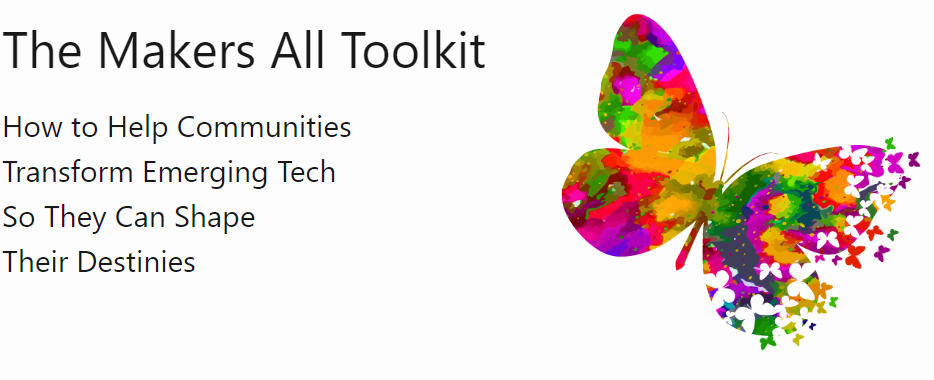 The Makers All Toolkit
How to Help Communities
Transform Emerging Tech
So They Can Shape
Their Destinies